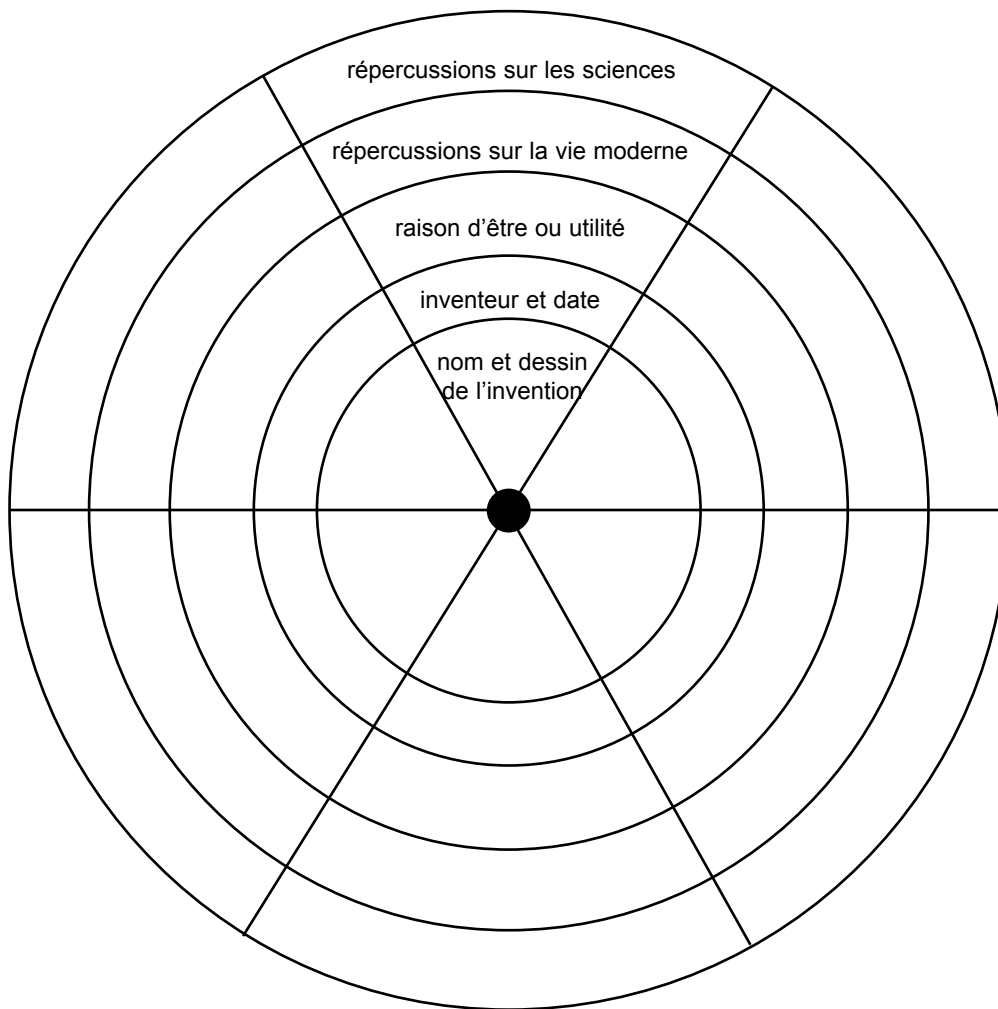 répercussions sur les sciences
répercussions sur la vie moderne
raison d’être ou utilité
inventeur et date
nom et dessin
de l’invention